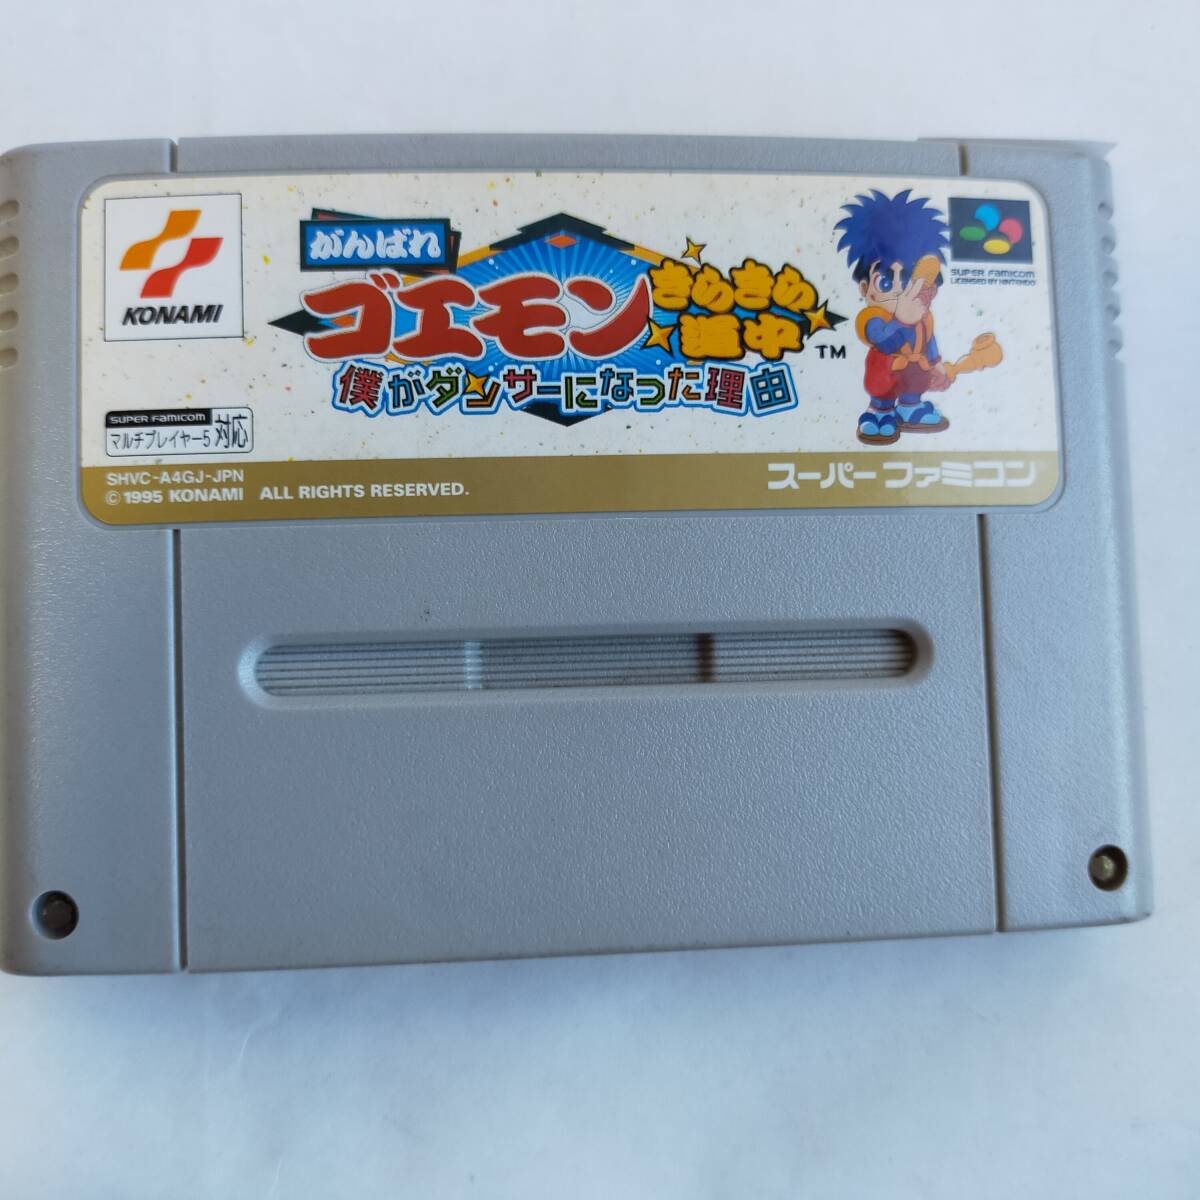 KONAMI
がんばれ
ゴエモン
きらきら
道中
TM
僕がダンサーになった理由
SUPER FAMICOM
LICENSED BY NINTENDO
SUPER FAMICOM
マルチプレイヤー5 対応
SHVC-A4GJ-JPN
© 1995 KONAMI ALL RIGHTS RESERVED.
スーパーファミコン